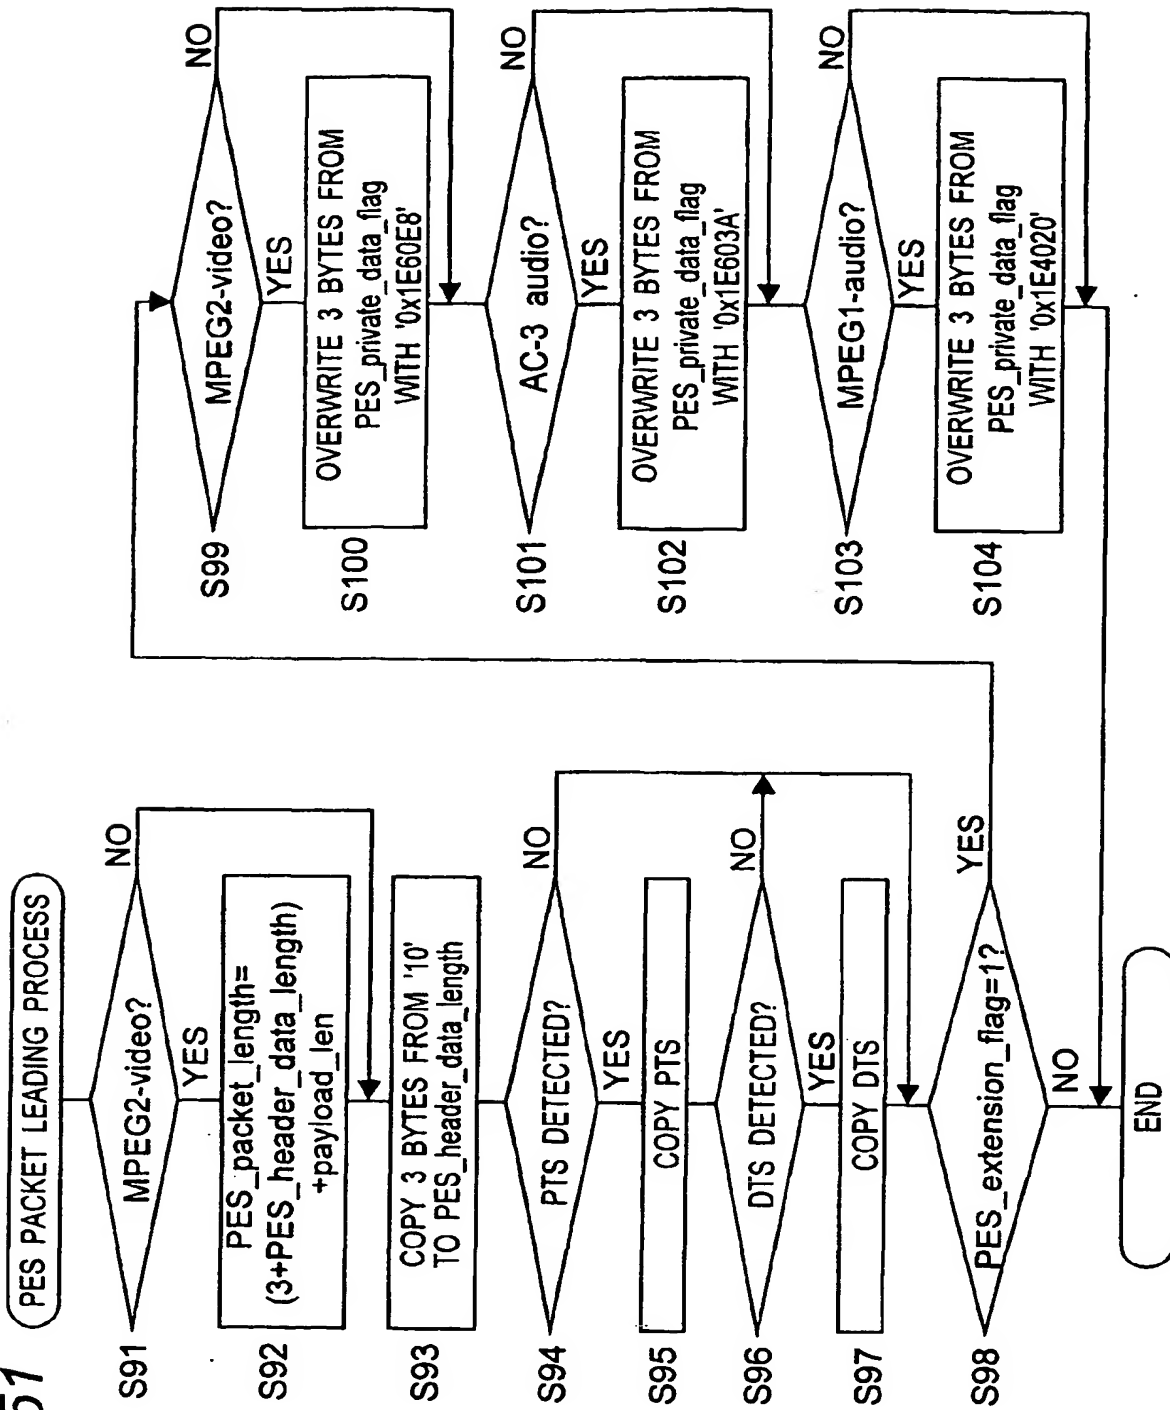 51
PES PACKET LEADING PROCESS
S91
MPEG2-video?
NO
YES
S92
PES_packet_length=
(3+PES_header_data_length)
+payload_len
S93
COPY 3 BYTES FROM '10'
TO PES_header_data_length
S94
PTS DETECTED?
NO
YES
S95
COPY PTS
S96
DTS DETECTED?
NO
YES
S97
COPY DTS
S98
PES_extension_flag=1?
YES
NO
END
S99
MPEG2-video?
NO
YES
S100
OVERWRITE 3 BYTES FROM
PES_private_data_flag
WITH '0x1E60E8'
S101
AC-3 audio?
NO
YES
S102
OVERWRITE 3 BYTES FROM
PES_private_data_flag
WITH '0x1E603A'
S103
MPEG1-audio?
NO
YES
S104
OVERWRITE 3 BYTES FROM
PES_private_data_flag
WITH '0x1E4020'